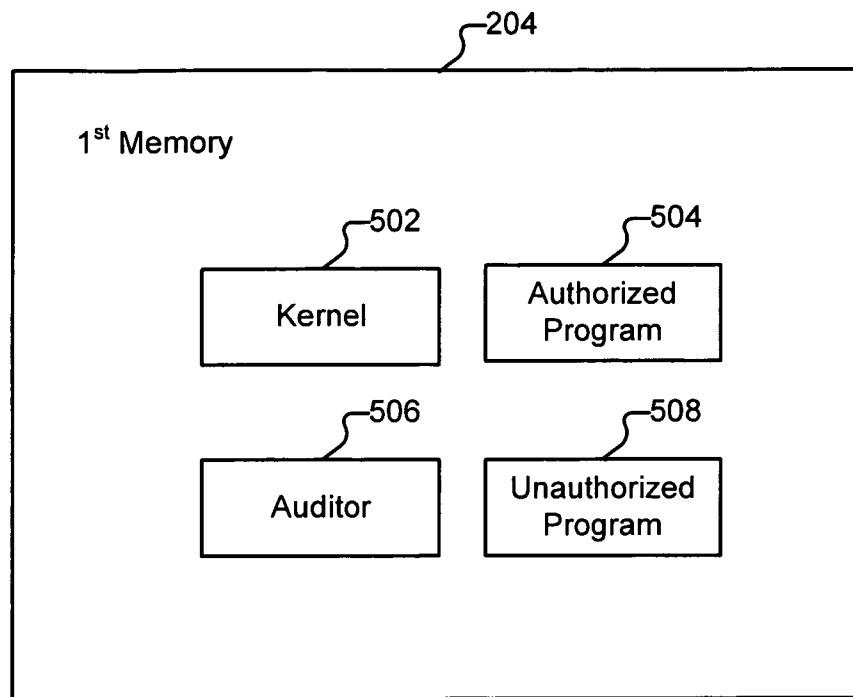 204
1st Memory
502
504
Kernel
Authorized
Program
506
508
Auditor
Unauthorized
Program